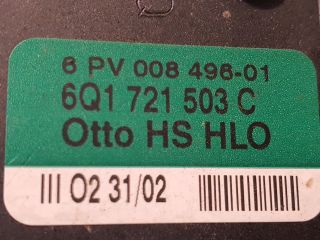 6 PV 008 496-01
6Q1 721 503 C
Otto HS HLO
III O2 31/02